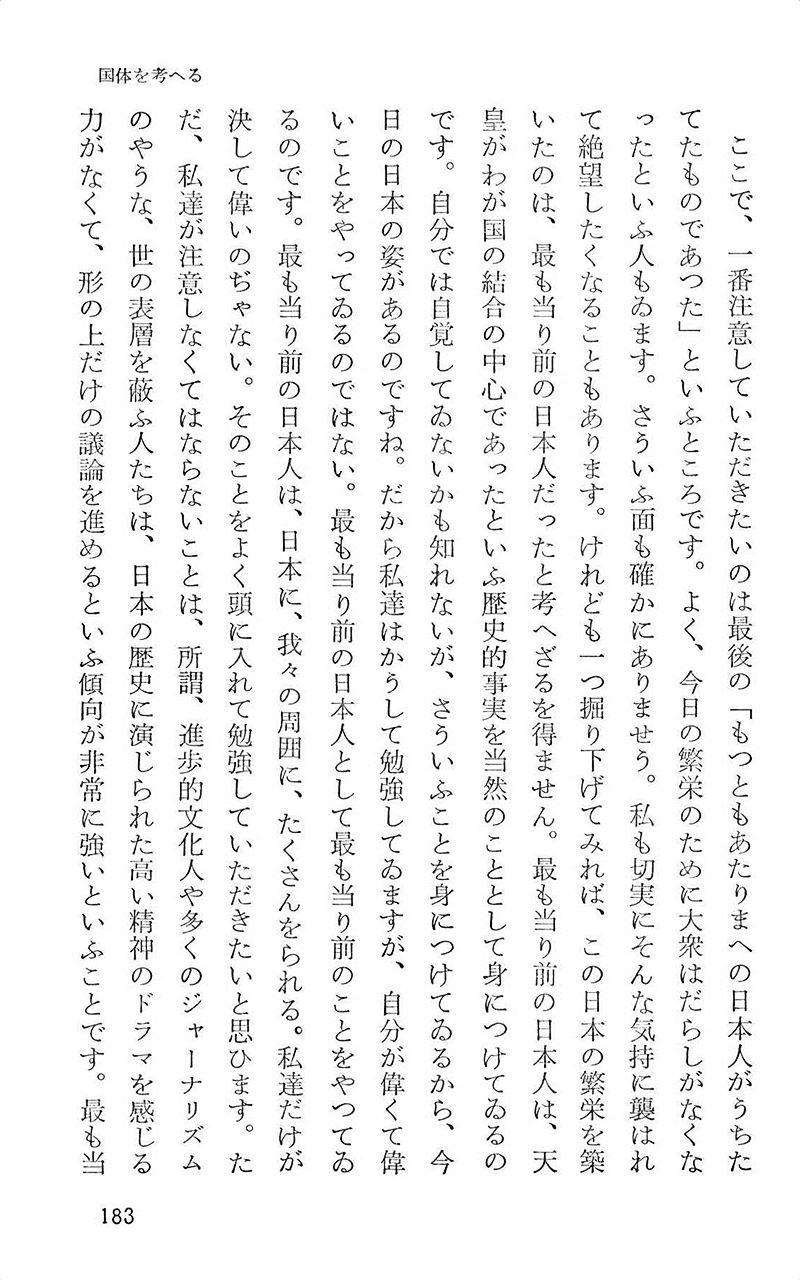 国体を考へる
ここで、一番注意していただきたいのは最後の「もつともあたりまへの日本人がうちた
てたものであつた」といふところです。よく、今日の繁栄のために大衆はだらしがなくな
ったといふ人もゐます。さういふ面も確かにありませう。私も切実にそんな気持に襲はれ
て絶望したくなることもあります。けれども一つ掘り下げてみれば、この日本の繁栄を築
いたのは、最も当り前の日本人だったと考へざるを得ません。最も当り前の日本人は、天
皇がわが国の結合の中心であったといふ歴史的事実を当然のこととして身につけてゐるの
です。自分では自覚してゐないかも知れないが、さういふことを身につけてゐるから、今
日の日本の姿があるのですね。だから私達はかうして勉強してゐますが、自分が偉くて偉
いことをやってゐるのではない。最も当り前の日本人として最も当り前のことをやつてゐ
るのです。最も当り前の日本人は、日本に、我々の周囲に、たくさんをられる。私達だけが
決して偉いのぢゃない。そのことをよく頭に入れて勉強していただきたいと思ひます。た
だ、私達が注意しなくてはならないことは、所謂、進歩的文化人や多くのジャーナリズム
のやうな、世の表層を蔽ふ人たちは、日本の歴史に演じられた高い精神のドラマを感じる
力がなくて、形の上だけの議論を進めるといふ傾向が非常に強いといふことです。最も当
183